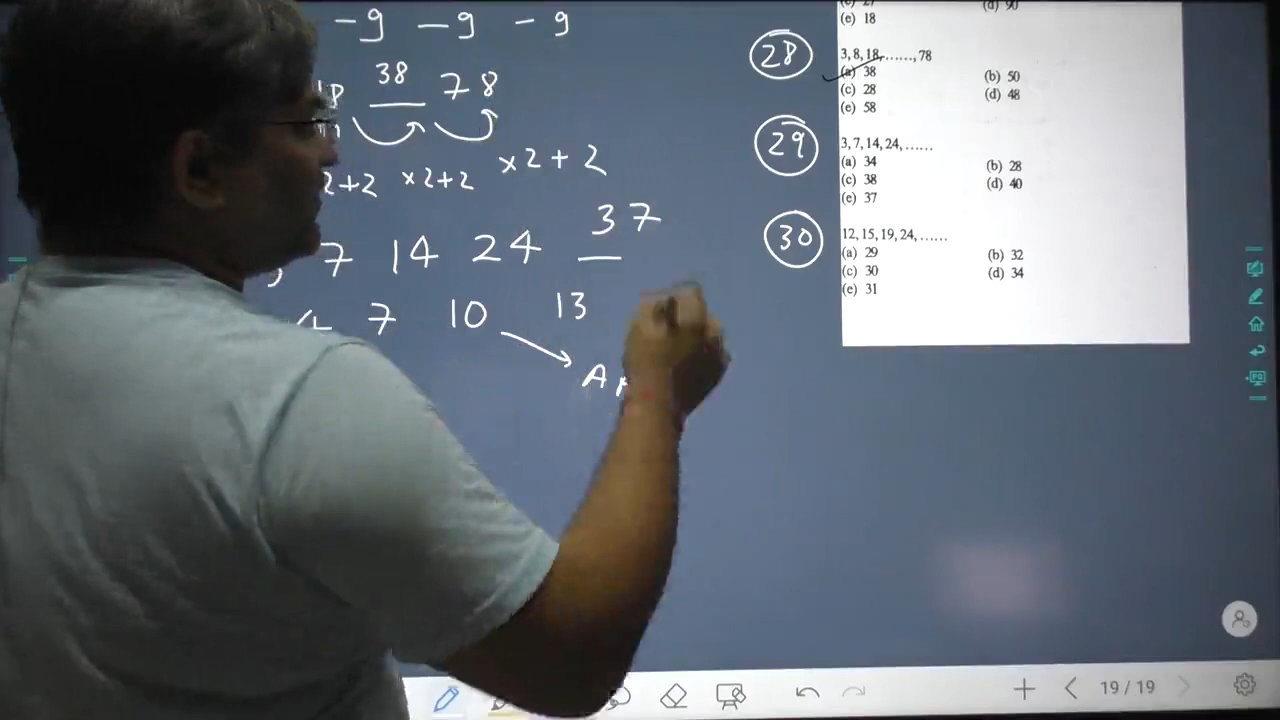 -9 -9 -9
38 78
2+2 ×2+2 ×2+2
7 14 24 37
4 7 10 13
A
28
29
30
(e) 18
(d) 90
3, 8, 18, ......, 78
(a) 38 (b) 50
(c) 28 (d) 48
(e) 58
3, 7, 14, 24, ......
(a) 34 (b) 28
(c) 38 (d) 40
(e) 37
12, 15, 19, 24, ......
(a) 29 (b) 32
(c) 30 (d) 34
(e) 31
19 / 19